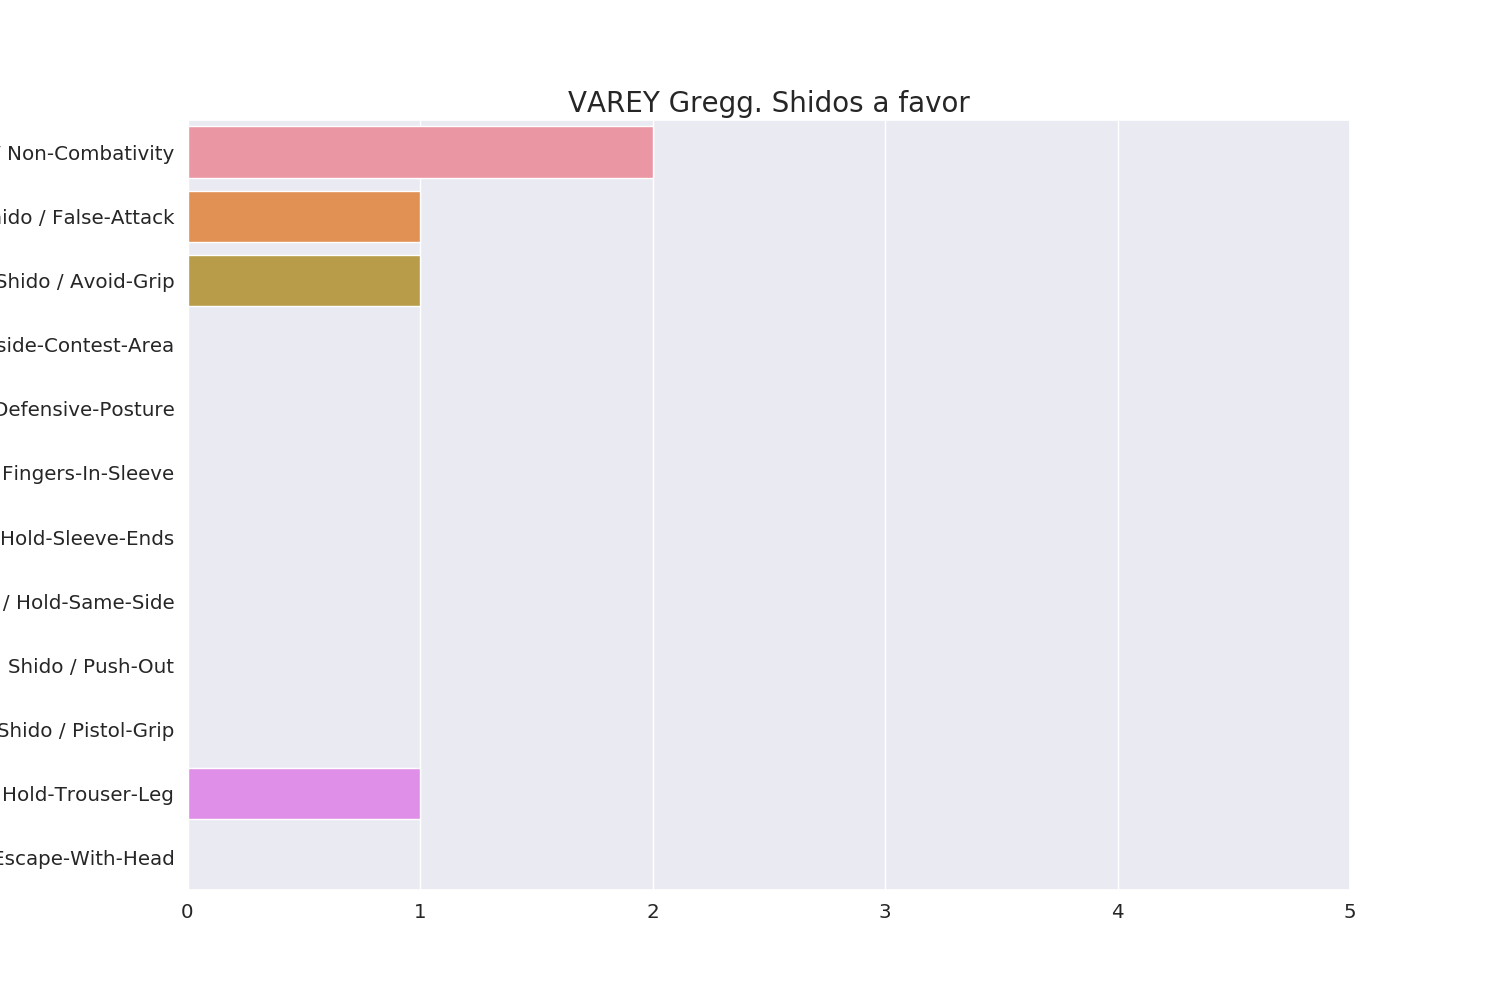 VAREY Gregg. Shidos a favor
/ Non-Combativity
ido / False-Attack
Shido / Avoid-Grip
side-Contest-Area
Defensive-Posture
Fingers-In-Sleeve
Hold-Sleeve-Ends
/ Hold-Same-Side
Shido / Push-Out
Shido / Pistol-Grip
Hold-Trouser-Leg
Escape-With-Head
0 1 2 3 4 5